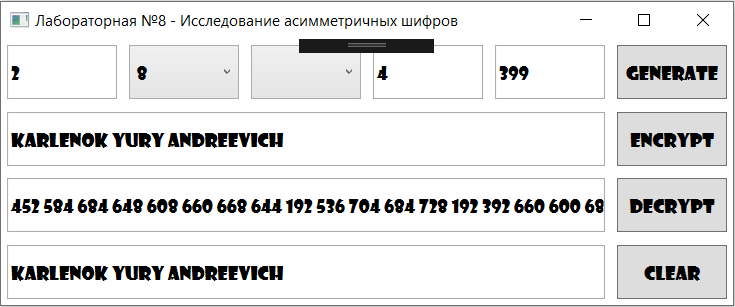 Лабораторная №8 - Исследование асимметричных шифров
2 8 4 399 GENERATE
KARLENOK YURY ANDREEVICH ENCRYPT
452 584 684 648 608 660 668 644 192 536 704 684 728 192 392 660 600 68 DECRYPT
KARLENOK YURY ANDREEVICH CLEAR